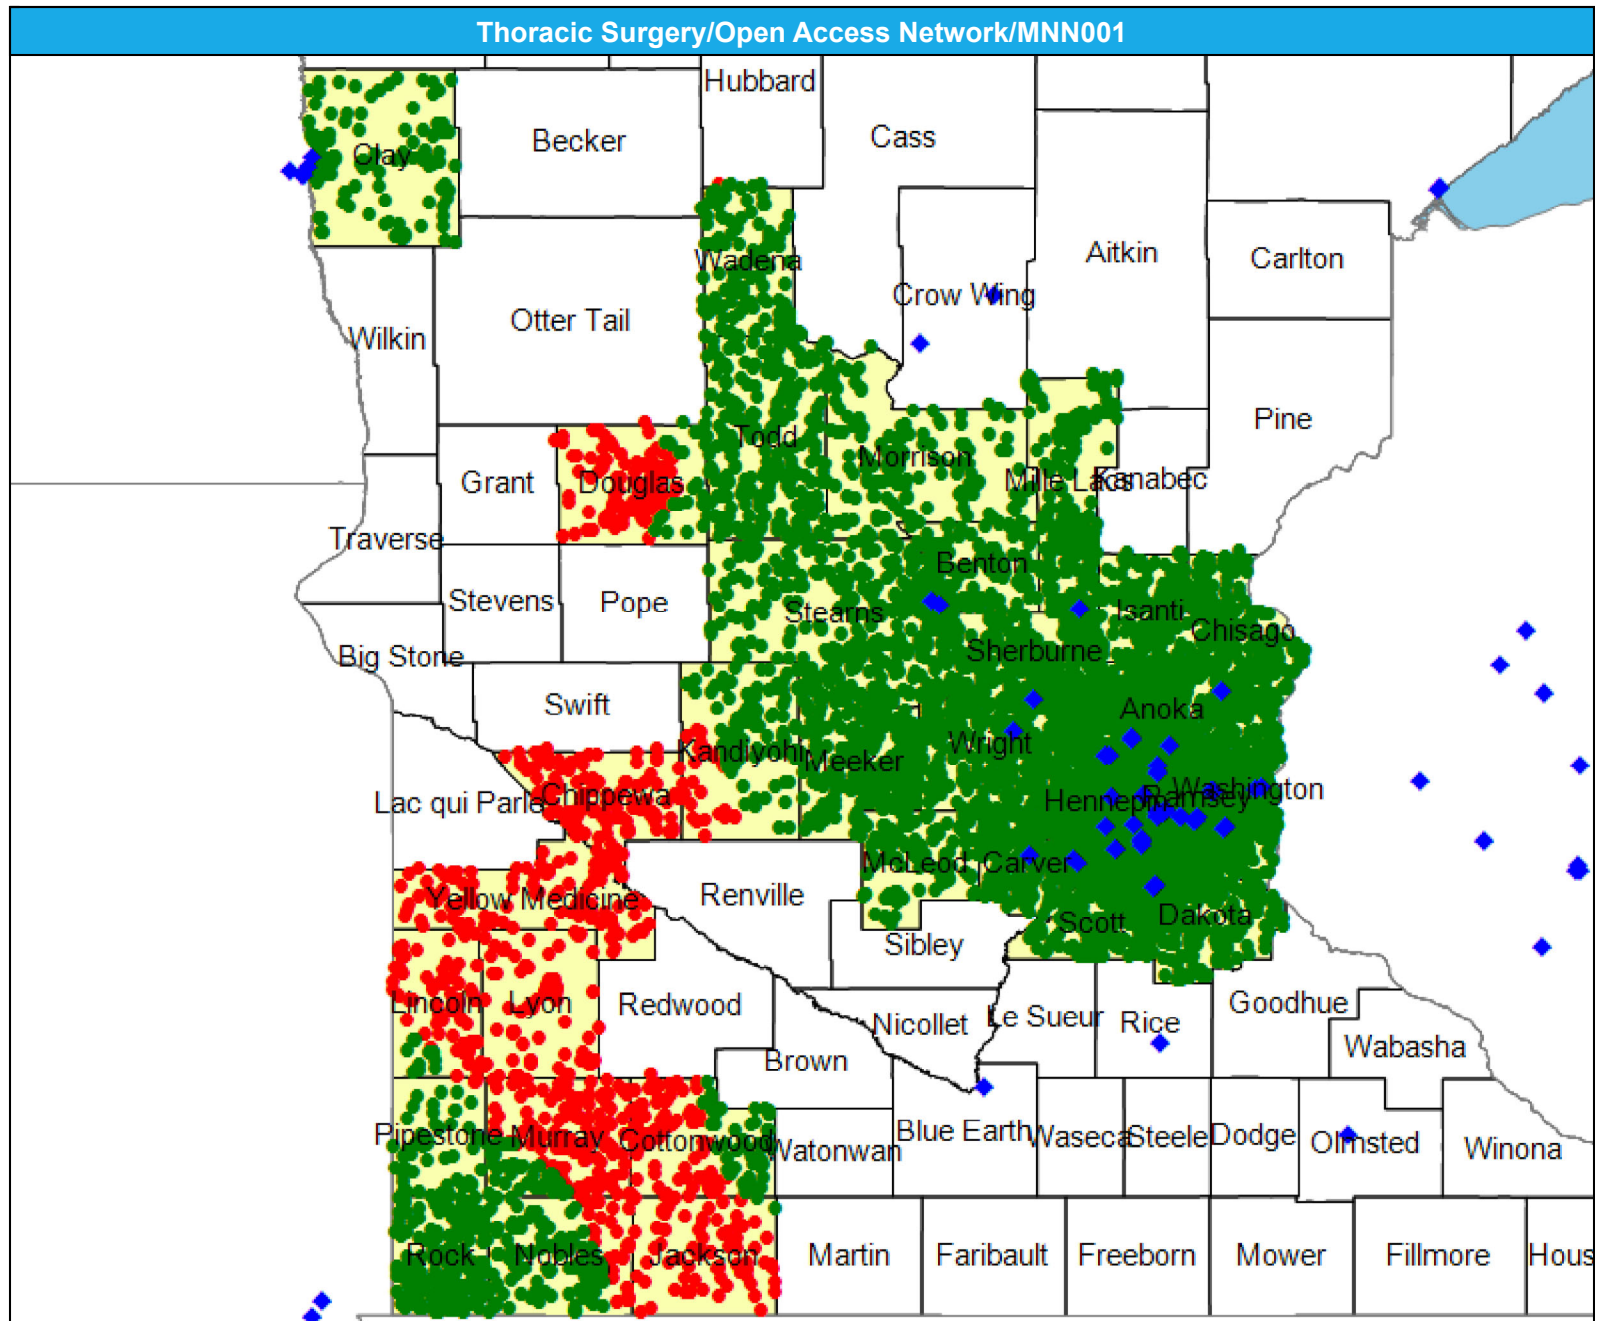 Thoracic Surgery/Open Access Network/MNN001
Hubbard
Cass
Becker
Clay
Aitkin
Carlton
Wadena
Crow Wing
Otter Tail
Wilkin
Pine
Todd
Morrison
Grant
Douglas
Mille Lacs
Kanabec
Traverse
Benton
Stevens
Pope
Stearns
Isanti
Chisago
Sherburne
Big Stone
Swift
Anoka
Wright
Kandiyohi
Meeker
Washington
Lac qui Parle
Chippewa
Hennepin
Ramsey
McLeod
Carver
Yellow Medicine
Renville
Scott
Dakota
Sibley
Lincoln
Lyon
Redwood
Goodhue
Nicollet
Le Sueur
Rice
Wabasha
Brown
Pipestone
Murray
Cottonwood
Watonwan
Blue Earth
Waseca
Steele
Dodge
Olmsted
Winona
Rock
Nobles
Jackson
Martin
Faribault
Freeborn
Mower
Fillmore
Hous